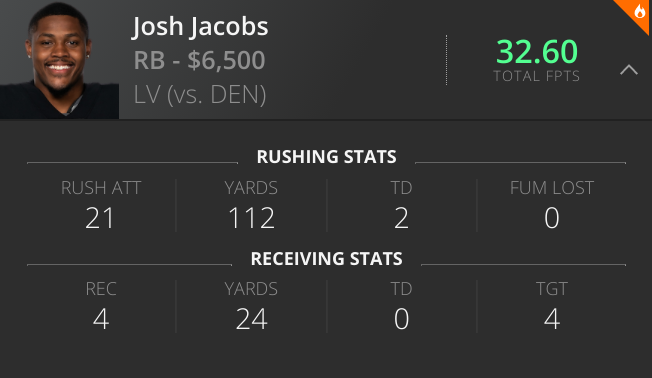 Josh Jacobs
RB - $6,500
LV (vs. DEN)
32.60
TOTAL FPTS
RUSHING STATS
RUSH ATT YARDS TD FUM LOST
21 112 2 0
RECEIVING STATS
REC YARDS TD TGT
4 24 0 4